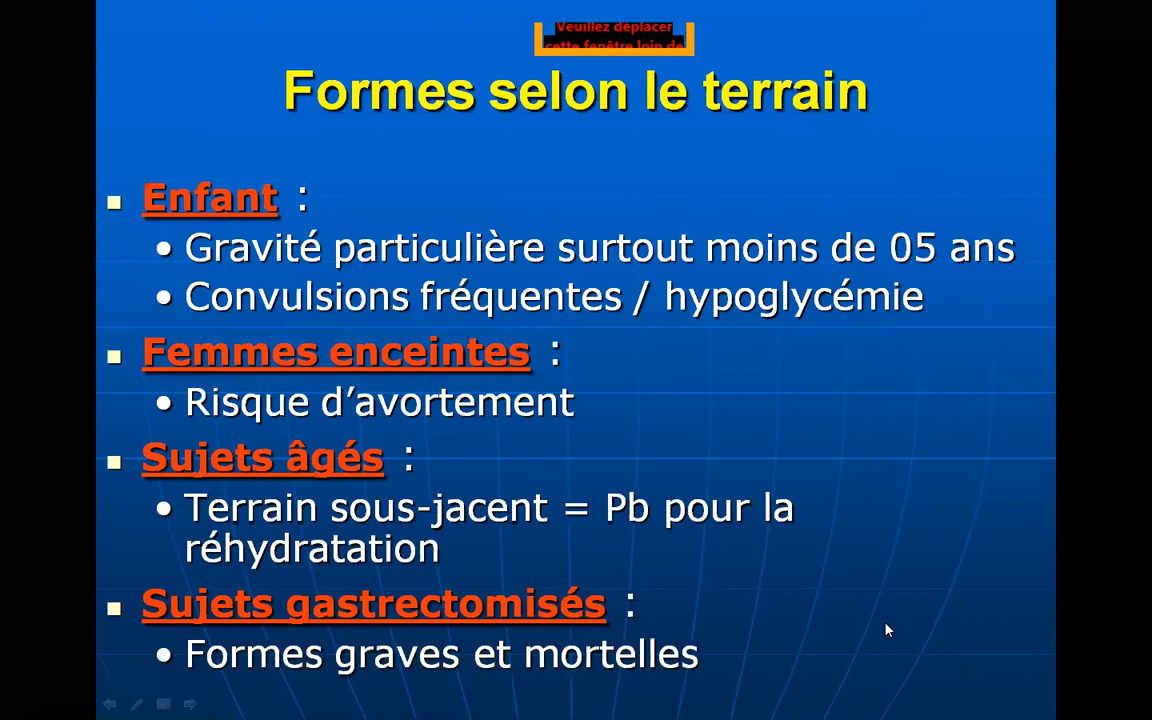 Veuillez déplacer
cette fenêtre loin de
Formes selon le terrain
▪ Enfant :
• Gravité particulière surtout moins de 05 ans
• Convulsions fréquentes / hypoglycémie
▪ Femmes enceintes :
• Risque d’avortement
▪ Sujets âgés :
• Terrain sous-jacent = Pb pour la
réhydratation
▪ Sujets gastrectomisés :
• Formes graves et mortelles